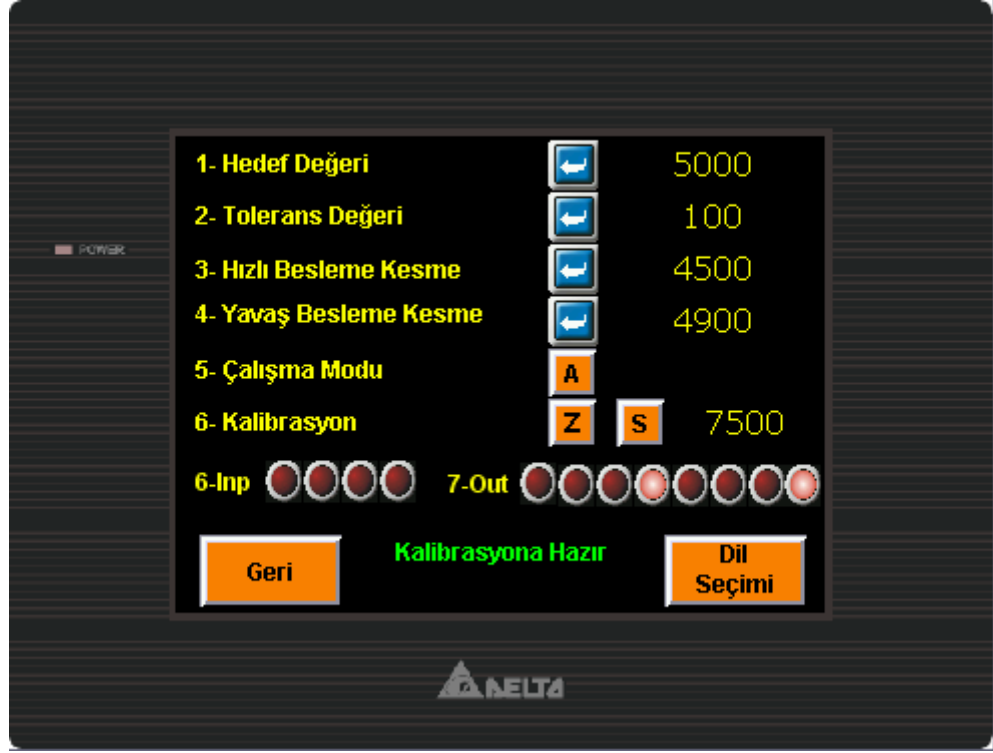 1- Hedef Değeri 5000
2- Tolerans Değeri 100
POWER
3- Hızlı Besleme Kesme 4500
4- Yavaş Besleme Kesme 4900
5- Çalışma Modu A
6- Kalibrasyon Z S 7500
6-Inp 7-Out
Kalibrasyona Hazır
Geri
Dil
Seçimi
DELTA